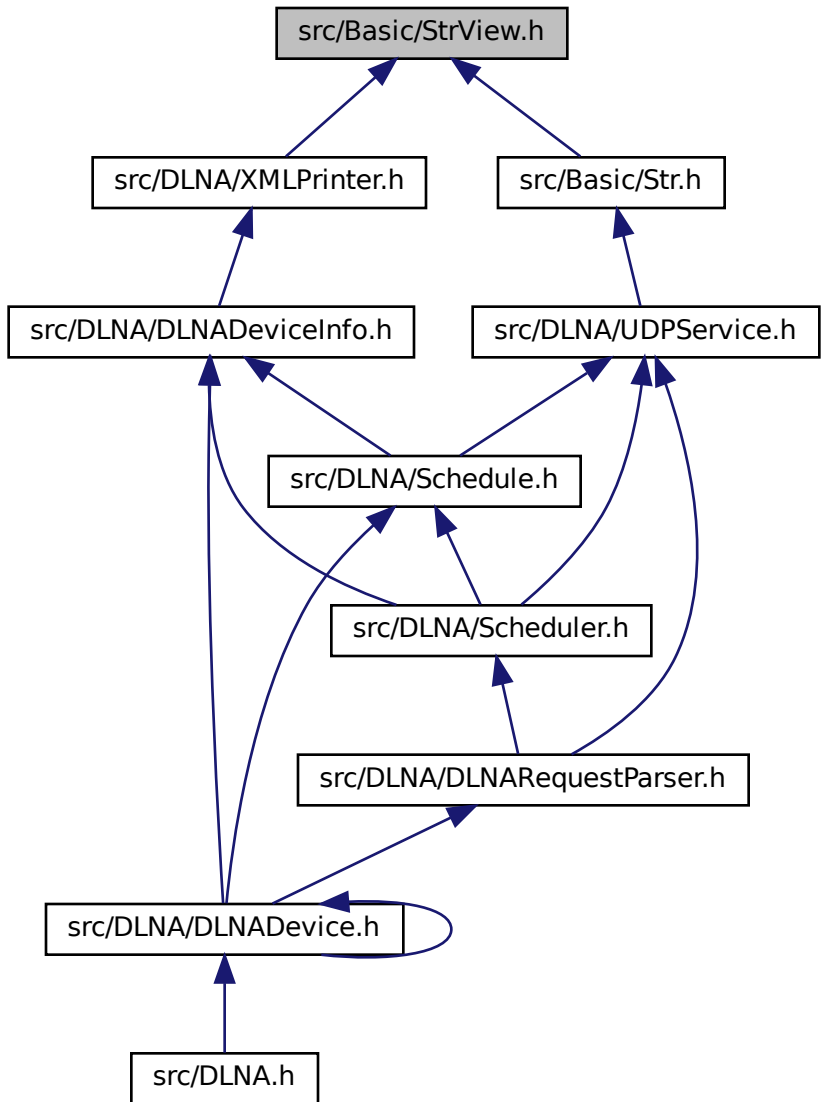 src/Basic/StrView.h
src/DLNA/XMLPrinter.h
src/Basic/Str.h
src/DLNA/DLNADeviceInfo.h
src/DLNA/UDPService.h
src/DLNA/Schedule.h
src/DLNA/Scheduler.h
src/DLNA/DLNARequestParser.h
src/DLNA/DLNADevice.h
src/DLNA.h